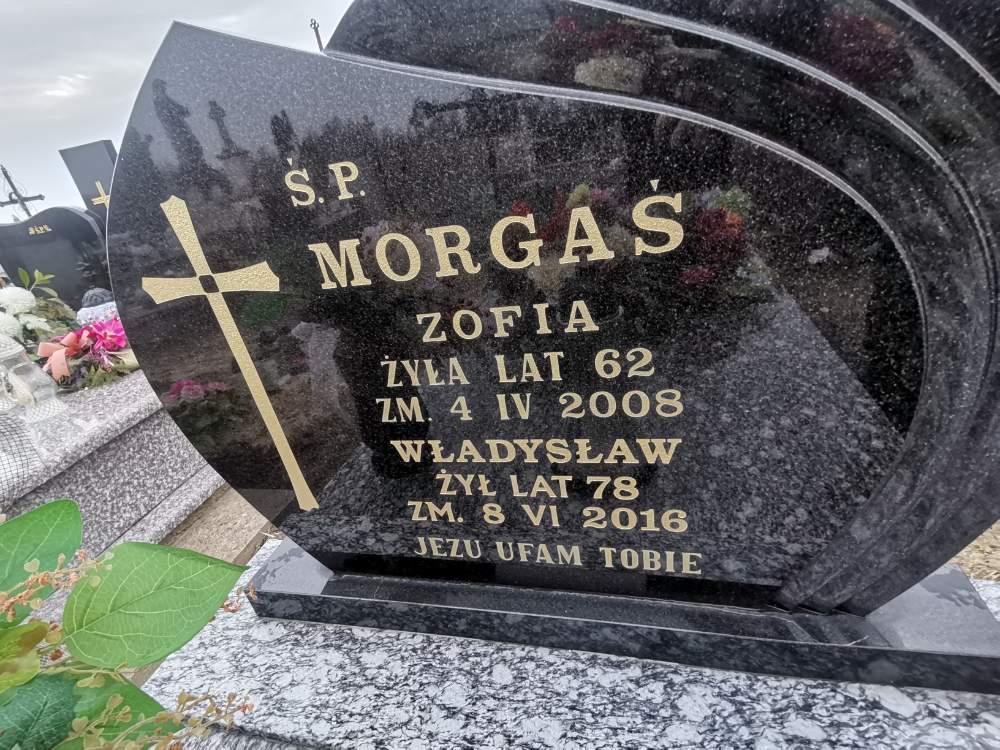 Ś.P.
MORGAŚ
ZOFIA
ŻYŁA LAT 62
ZM. 4 IV 2008
WŁADYSŁAW
ŻYŁ LAT 78
ZM. 8 VI 2016
JEZU UFAM TOBIE